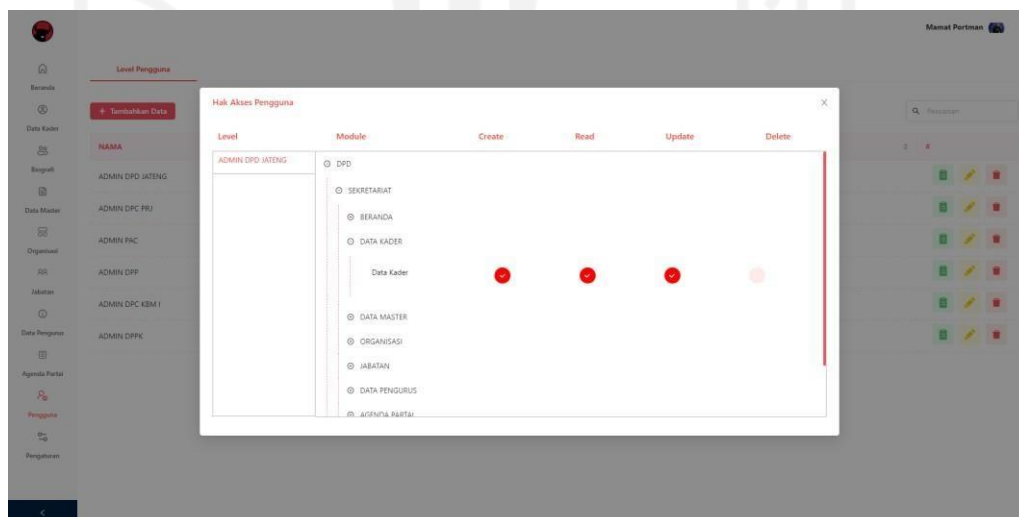 Mamat Portman
Beranda
Data Kader
Biografi
Data Master
Organisasi
Jabatan
Data Pengurus
Agenda Partai
Pengguna
Pengaturan
Level Pengguna
+ Tambahkan Data
Pencarian
NAMA
#
ADMIN DPD JATENG
ADMIN DPC PRJ
ADMIN PAC
ADMIN DPP
ADMIN DPC KBM I
ADMIN DPPK
Hak Akses Pengguna
X
Level Module Create Read Update Delete
ADMIN DPD JATENG
DPD
SEKRETARIAT
BERANDA
DATA KADER
Data Kader
DATA MASTER
ORGANISASI
JABATAN
DATA PENGURUS
AGENDA PARTAI